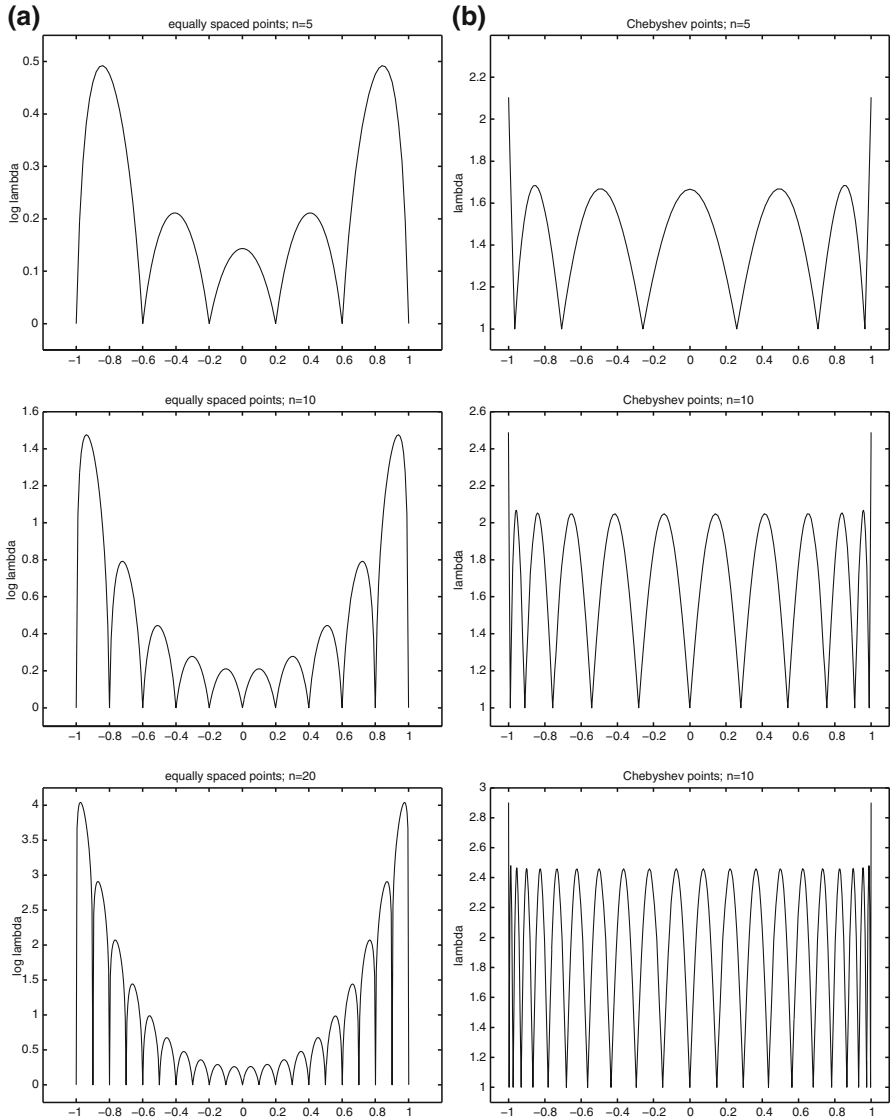 (a)
equally spaced points; n=5
log lambda
0.5
0.4
0.3
0.2
0.1
0
−1 −0.8 −0.6 −0.4 −0.2 0 0.2 0.4 0.6 0.8 1
(b)
Chebyshev points; n=5
lambda
2.2
2
1.8
1.6
1.4
1.2
1
−1 −0.8 −0.6 −0.4 −0.2 0 0.2 0.4 0.6 0.8 1
equally spaced points; n=10
log lambda
1.6
1.4
1.2
1
0.8
0.6
0.4
0.2
0
−1 −0.8 −0.6 −0.4 −0.2 0 0.2 0.4 0.6 0.8 1
Chebyshev points; n=10
lambda
2.6
2.4
2.2
2
1.8
1.6
1.4
1.2
1
−1 −0.8 −0.6 −0.4 −0.2 0 0.2 0.4 0.6 0.8 1
equally spaced points; n=20
log lambda
4
3.5
3
2.5
2
1.5
1
0.5
0
−1 −0.8 −0.6 −0.4 −0.2 0 0.2 0.4 0.6 0.8 1
Chebyshev points; n=10
lambda
3
2.8
2.6
2.4
2.2
2
1.8
1.6
1.4
1.2
1
−1 −0.8 −0.6 −0.4 −0.2 0 0.2 0.4 0.6 0.8 1